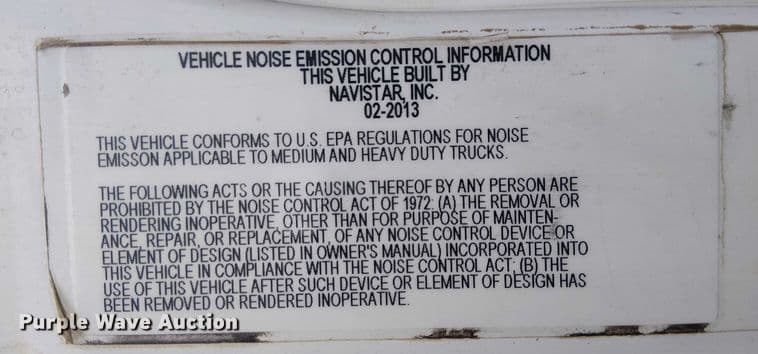 VEHICLE NOISE EMISSION CONTROL INFORMATION
THIS VEHICLE BUILT BY
NAVISTAR, INC.
02-2013
THIS VEHICLE CONFORMS TO U.S. EPA REGULATIONS FOR NOISE
EMISSON APPLICABLE TO MEDIUM AND HEAVY DUTY TRUCKS.
THE FOLLOWING ACTS OR THE CAUSING THEREOF BY ANY PERSON ARE
PROHIBITED BY THE NOISE CONTROL ACT OF 1972: (A) THE REMOVAL OR
RENDERING INOPERATIVE, OTHER THAN FOR PURPOSE OF MAINTEN-
ANCE, REPAIR, OR REPLACEMENT, OF ANY NOISE CONTROL DEVICE OR
ELEMENT OF DESIGN (LISTED IN OWNER'S MANUAL) INCORPORATED INTO
THIS VEHICLE IN COMPLIANCE WITH THE NOISE CONTROL ACT; (B) THE
USE OF THIS VEHICLE AFTER SUCH DEVICE OR ELEMENT OF DESIGN HAS
BEEN REMOVED OR RENDERED INOPERATIVE.
Purple Wave Auction